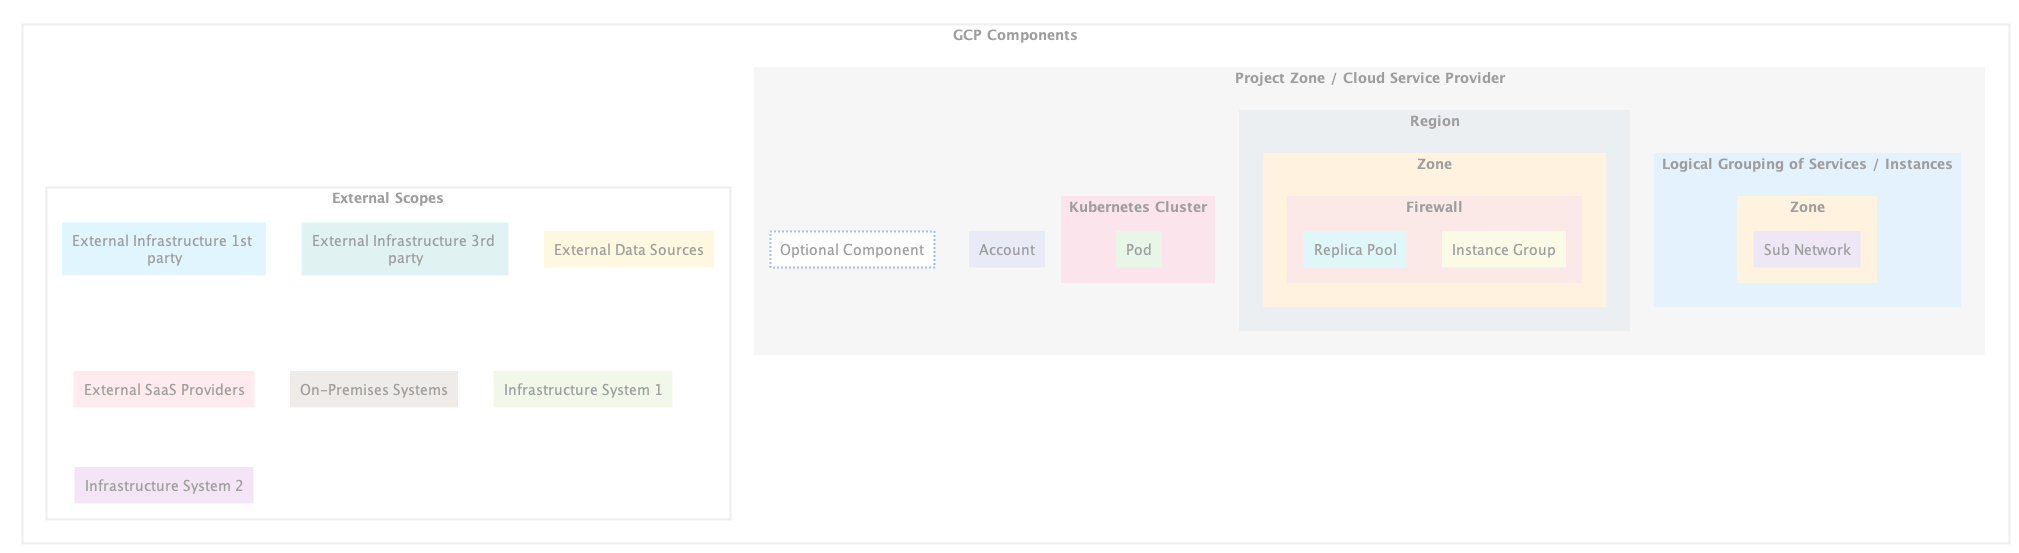 GCP Components
Project Zone / Cloud Service Provider
Region
Zone
Logical Grouping of Services / Instances
External Scopes
Kubernetes Cluster
Firewall
Zone
External Infrastructure 1st
party
External Infrastructure 3rd
party
External Data Sources
Optional Component
Account
Pod
Replica Pool
Instance Group
Sub Network
External SaaS Providers
On-Premises Systems
Infrastructure System 1
Infrastructure System 2